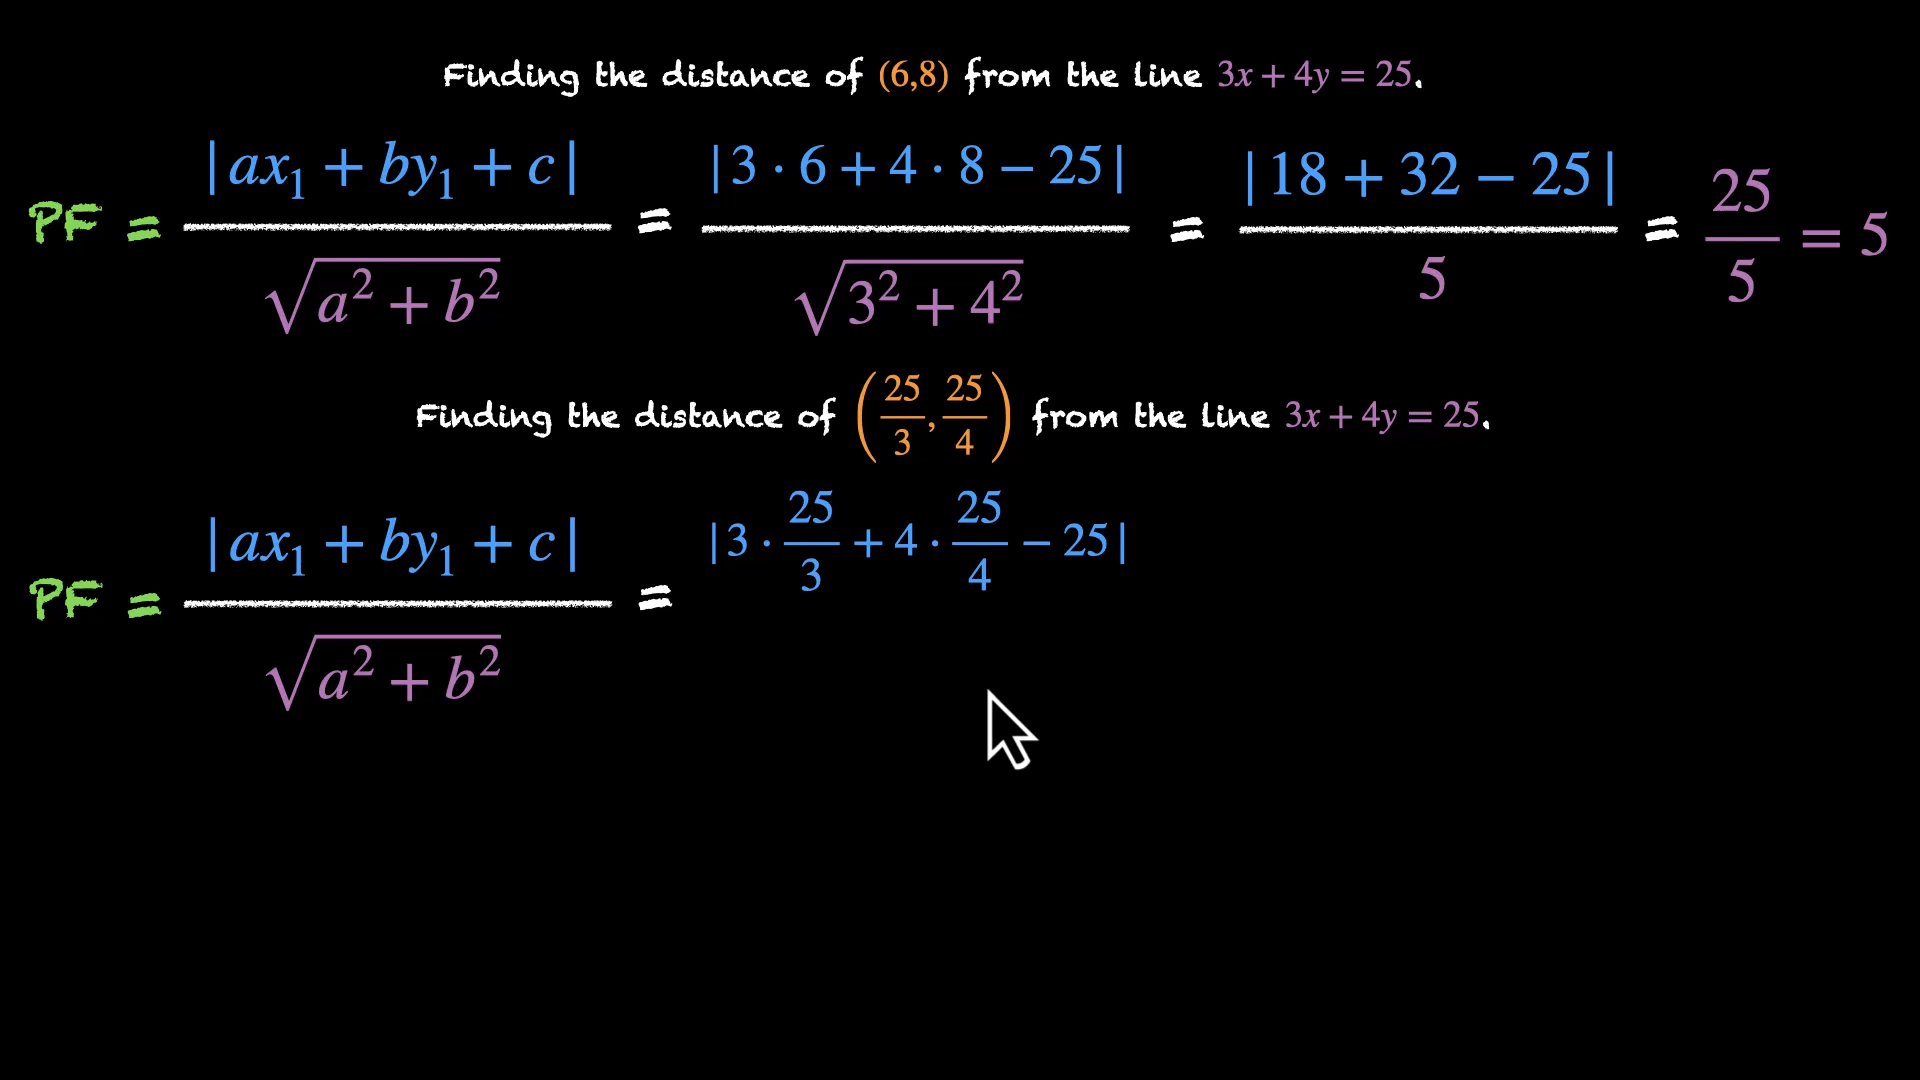 Finding the distance of (6,8) from the line 3x + 4y = 25.
PF = |ax₁ + by₁ + c| / √(a² + b²) = |3 · 6 + 4 · 8 − 25| / √(3² + 4²) = |18 + 32 − 25| / 5 = 25/5 = 5
Finding the distance of (25/3, 25/4) from the line 3x + 4y = 25.
PF = |ax₁ + by₁ + c| / √(a² + b²) = |3 · 25/3 + 4 · 25/4 − 25|